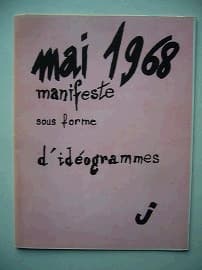 mai 1968
manifeste
sous forme
d'idéogrammes
j